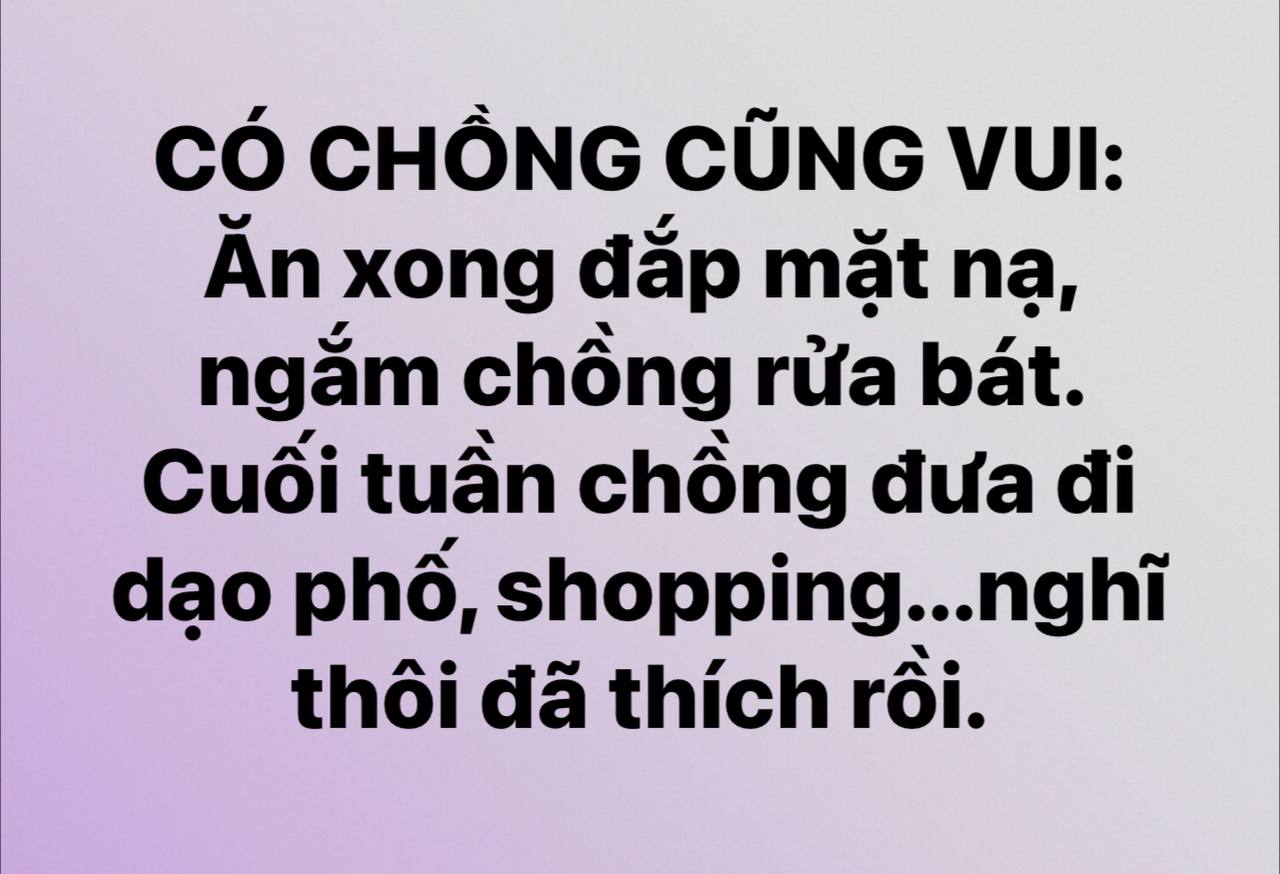 CÓ CHỒNG CŨNG VUI:
Ăn xong đắp mặt nạ,
ngắm chồng rửa bát.
Cuối tuần chồng đưa đi
dạo phố, shopping...nghĩ
thôi đã thích rồi.